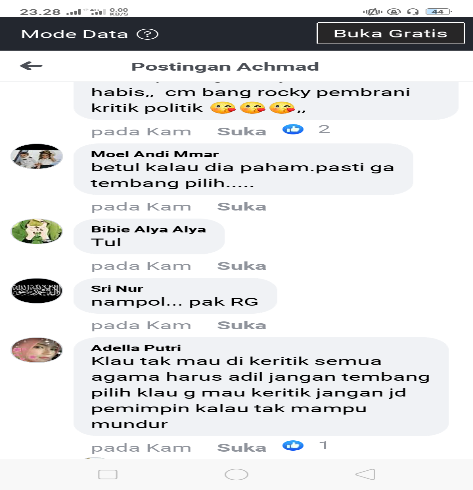 23.28 0.00 KB/S 44
Mode Data ? Buka Gratis
Postingan Achmad
habis,, cm bang rocky pembrani
kritik politik 😋😋😋,,
pada Kam Suka 2
Moel Andi Mmar
betul kalau dia paham.pasti ga
tembang pilih.....
pada Kam Suka
Bibie Alya Alya
Tul
pada Kam Suka
Sri Nur
nampol... pak RG
pada Kam Suka
Adella Putri
Klau tak mau di keritik semua
agama harus adil jangan tembang
pilih klau g mau keritik jangan jd
pemimpin kalau tak mampu
mundur
pada Kam Suka 1